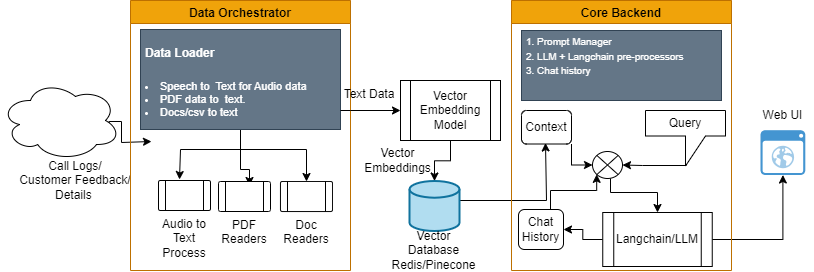 Data Orchestrator
Data Loader
• Speech to Text for Audio data
• PDF data to text.
• Docs/csv to text
Call Logs/
Customer Feedback/
Details
Audio to
Text
Process
PDF
Readers
Doc
Readers
Text Data
Vector
Embedding
Model
Vector
Embeddings
Vector
Database
Redis/Pinecone
Core Backend
1. Prompt Manager
2. LLM + Langchain pre-processors
3. Chat history
Context
Query
Chat
History
Langchain/LLM
Web UI